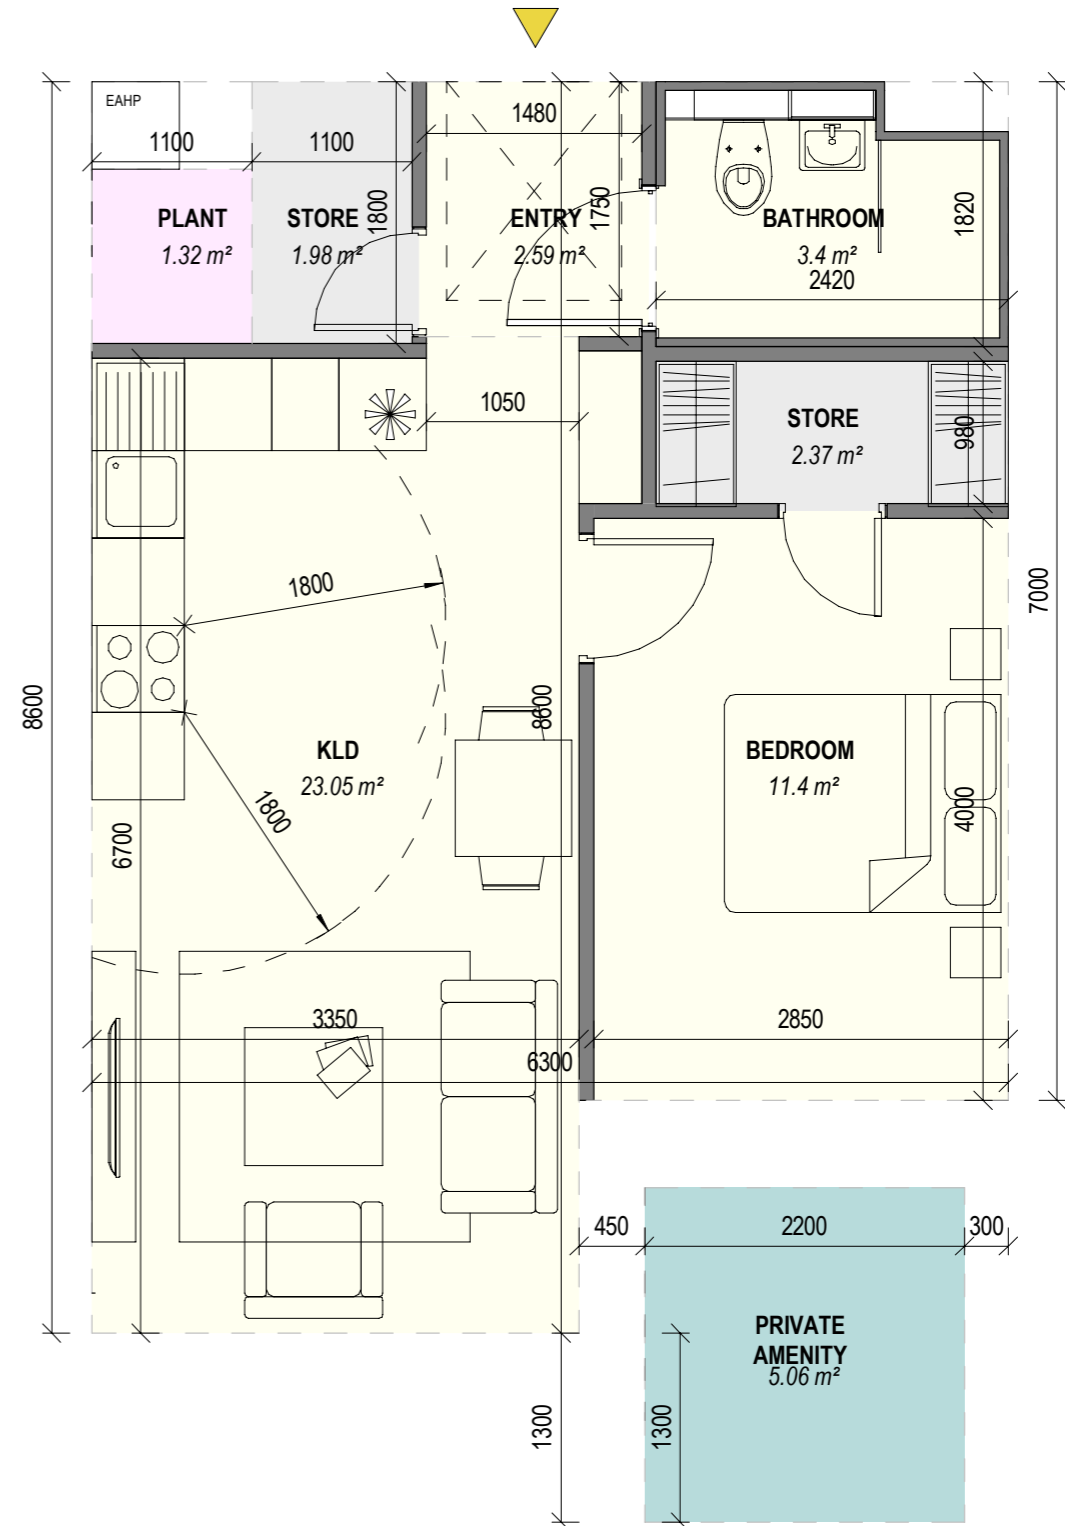 EAHP
1100
1100
1480
1800
1750
1820
PLANT
1.32 m²
STORE
1.98 m²
ENTRY
2.59 m²
BATHROOM
3.4 m²
2420
1050
STORE
2.37 m²
980
7000
1800
8600
8600
KLD
23.05 m²
BEDROOM
11.4 m²
1800
6700
4000
3350
2850
6300
450
2200
300
PRIVATE
AMENITY
5.06 m²
1300
1300